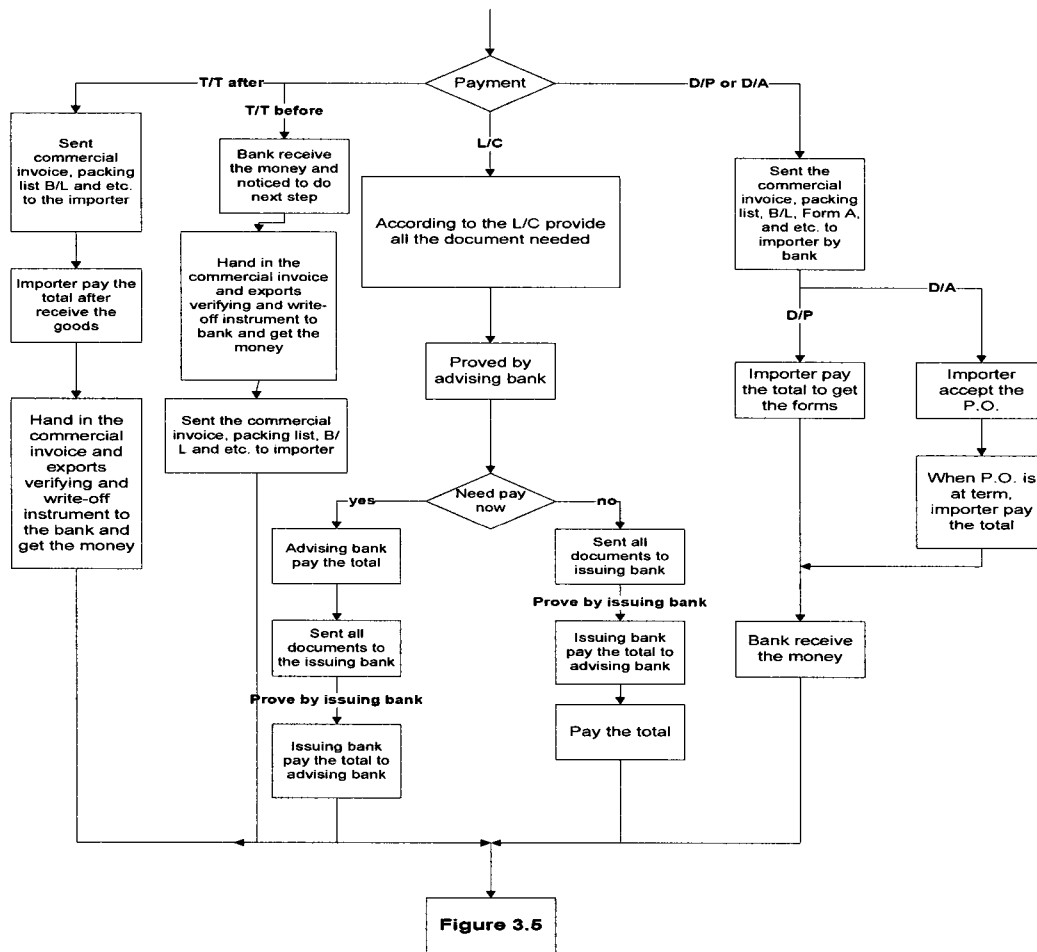 Payment
T/T after
T/T before
L/C
D/P or D/A
Sent
commercial
invoice, packing
list B/L and etc.
to the importer
Importer pay the
total after
receive the
goods
Hand in the
commercial
invoice and
exports
verifying and
write-off
instrument to
the bank and
get the money
Bank receive
the money and
noticed to do
next step
Hand in the
commercial invoice
and exports
verifying and write-
off instrument to
bank and get the
money
Sent the commercial
invoice, packing list, B/
L and etc. to importer
According to the L/C provide
all the document needed
Proved by
advising bank
Need pay
now
yes
no
Advising bank
pay the total
Sent all
documents to
the issuing bank
Prove by issuing bank
Issuing bank
pay the total to
advising bank
Sent all
documents to
issuing bank
Prove by issuing bank
Issuing bank
pay the total to
advising bank
Pay the total
Sent the
commercial
invoice, packing
list, B/L, Form A,
and etc. to
importer by
bank
D/A
D/P
Importer pay
the total to get
the forms
Importer
accept the
P.O.
When P.O. is
at term,
importer pay
the total
Bank receive
the money
Figure 3.5